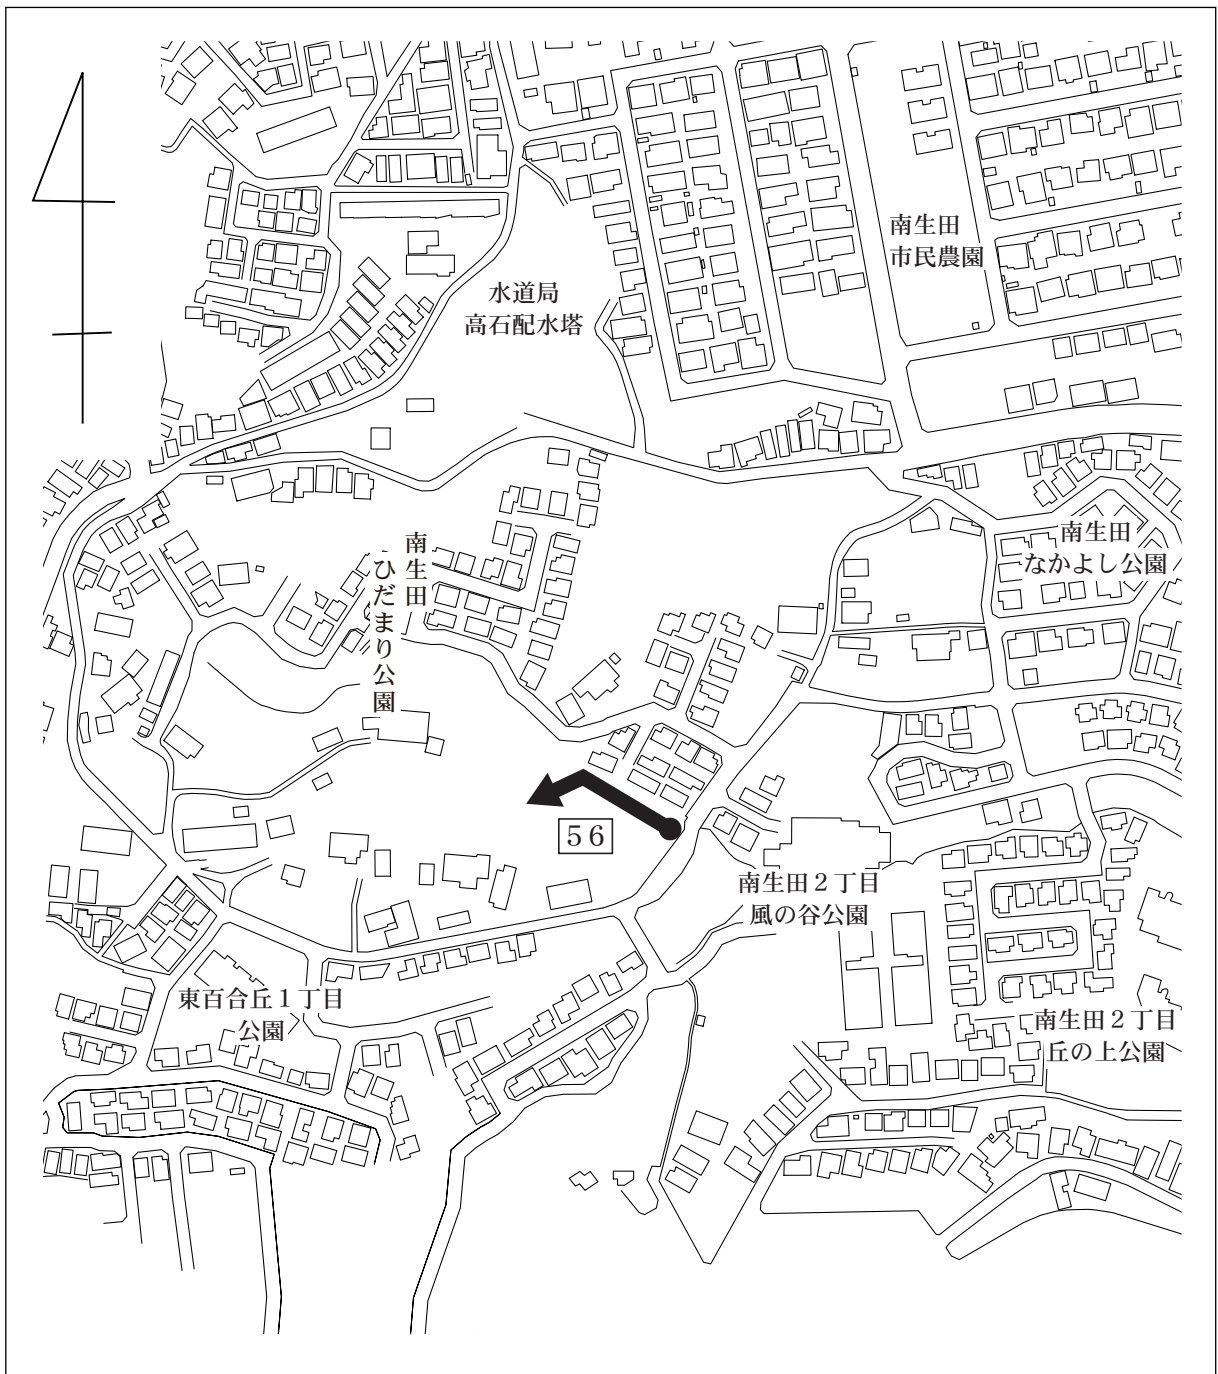 南生田
市民農園
水道局
高石配水塔
南生田
なかよし公園
南生田
ひだまり公園
５６
南生田２丁目
風の谷公園
東百合丘１丁目
公園
南生田２丁目
丘の上公園